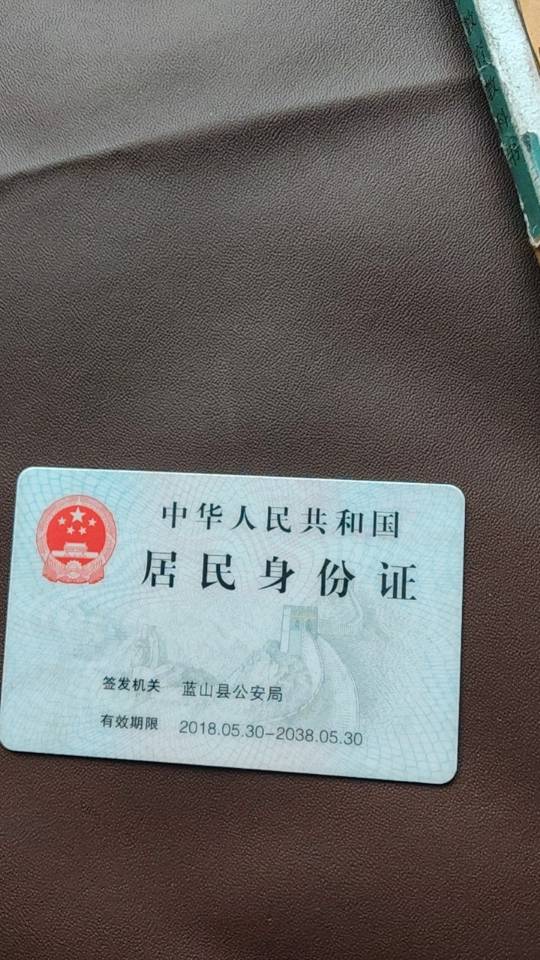 中华人民共和国
居民身份证
签发机关 蓝山县公安局
有效期限 2018.05.30-2038.05.30